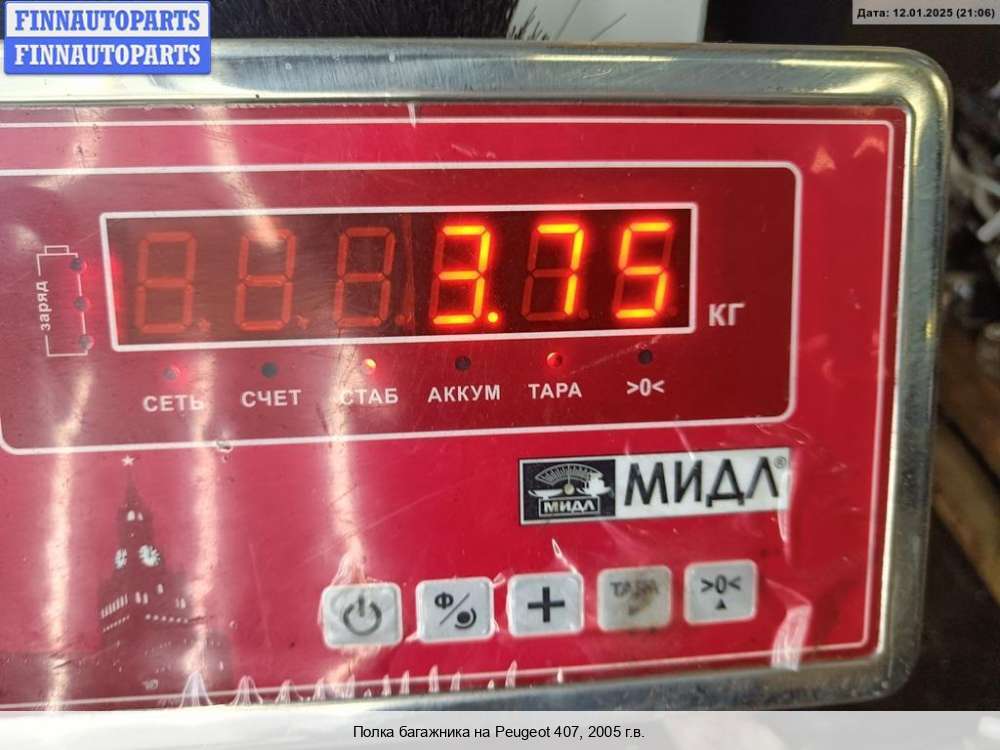 FINNAUTOPARTS
FINNAUTOPARTS
Дата: 12.01.2025 (21:06)
заряд
3.75
КГ
СЕТЬ СЧЕТ СТАБ АККУМ ТАРА >0<
МИДЛ
МИДЛ®
Ф
ТАРА
>0<
Полка багажника на Peugeot 407, 2005 г.в.